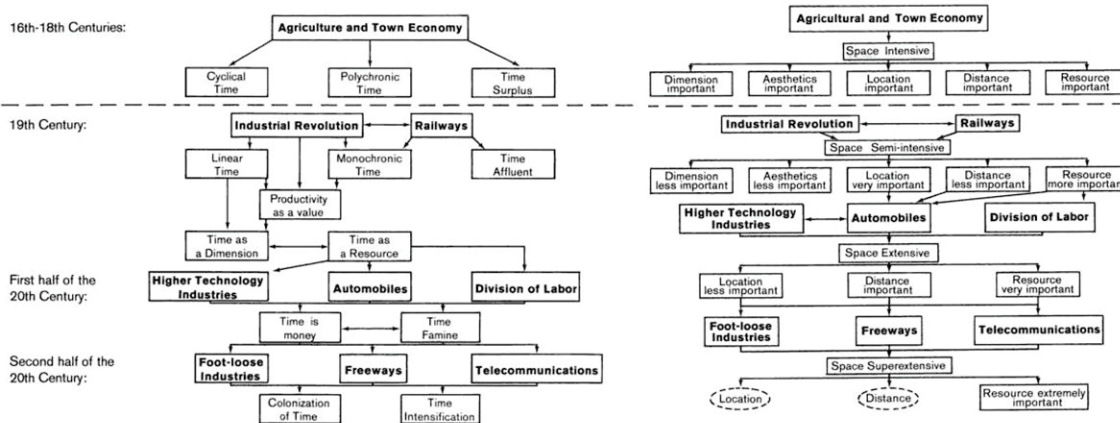 16th-18th Centuries:
Agriculture and Town Economy
Cyclical
Time
Polychronic
Time
Time
Surplus
19th Century:
Industrial Revolution
Railways
Linear
Time
Monochronic
Time
Time
Affluent
Productivity
as a value
Time as
a Dimension
Time as
a Resource
First half of the
20th Century:
Higher Technology
Industries
Automobiles
Division of Labor
Time is
money
Time
Famine
Second half of the
20th Century:
Foot-loose
Industries
Freeways
Telecommunications
Colonization
of Time
Time
Intensification
Agricultural and Town Economy
Space Intensive
Dimension
important
Aesthetics
important
Location
important
Distance
important
Resource
important
Industrial Revolution
Railways
Space Semi-intensive
Dimension
less important
Aesthetics
less important
Location
very important
Distance
less important
Resource
more important
Higher Technology
Industries
Automobiles
Division of Labor
Space Extensive
Location
less important
Distance
important
Resource
very important
Foot-loose
Industries
Freeways
Telecommunications
Space Superextensive
Location
Distance
Resource extremely
important